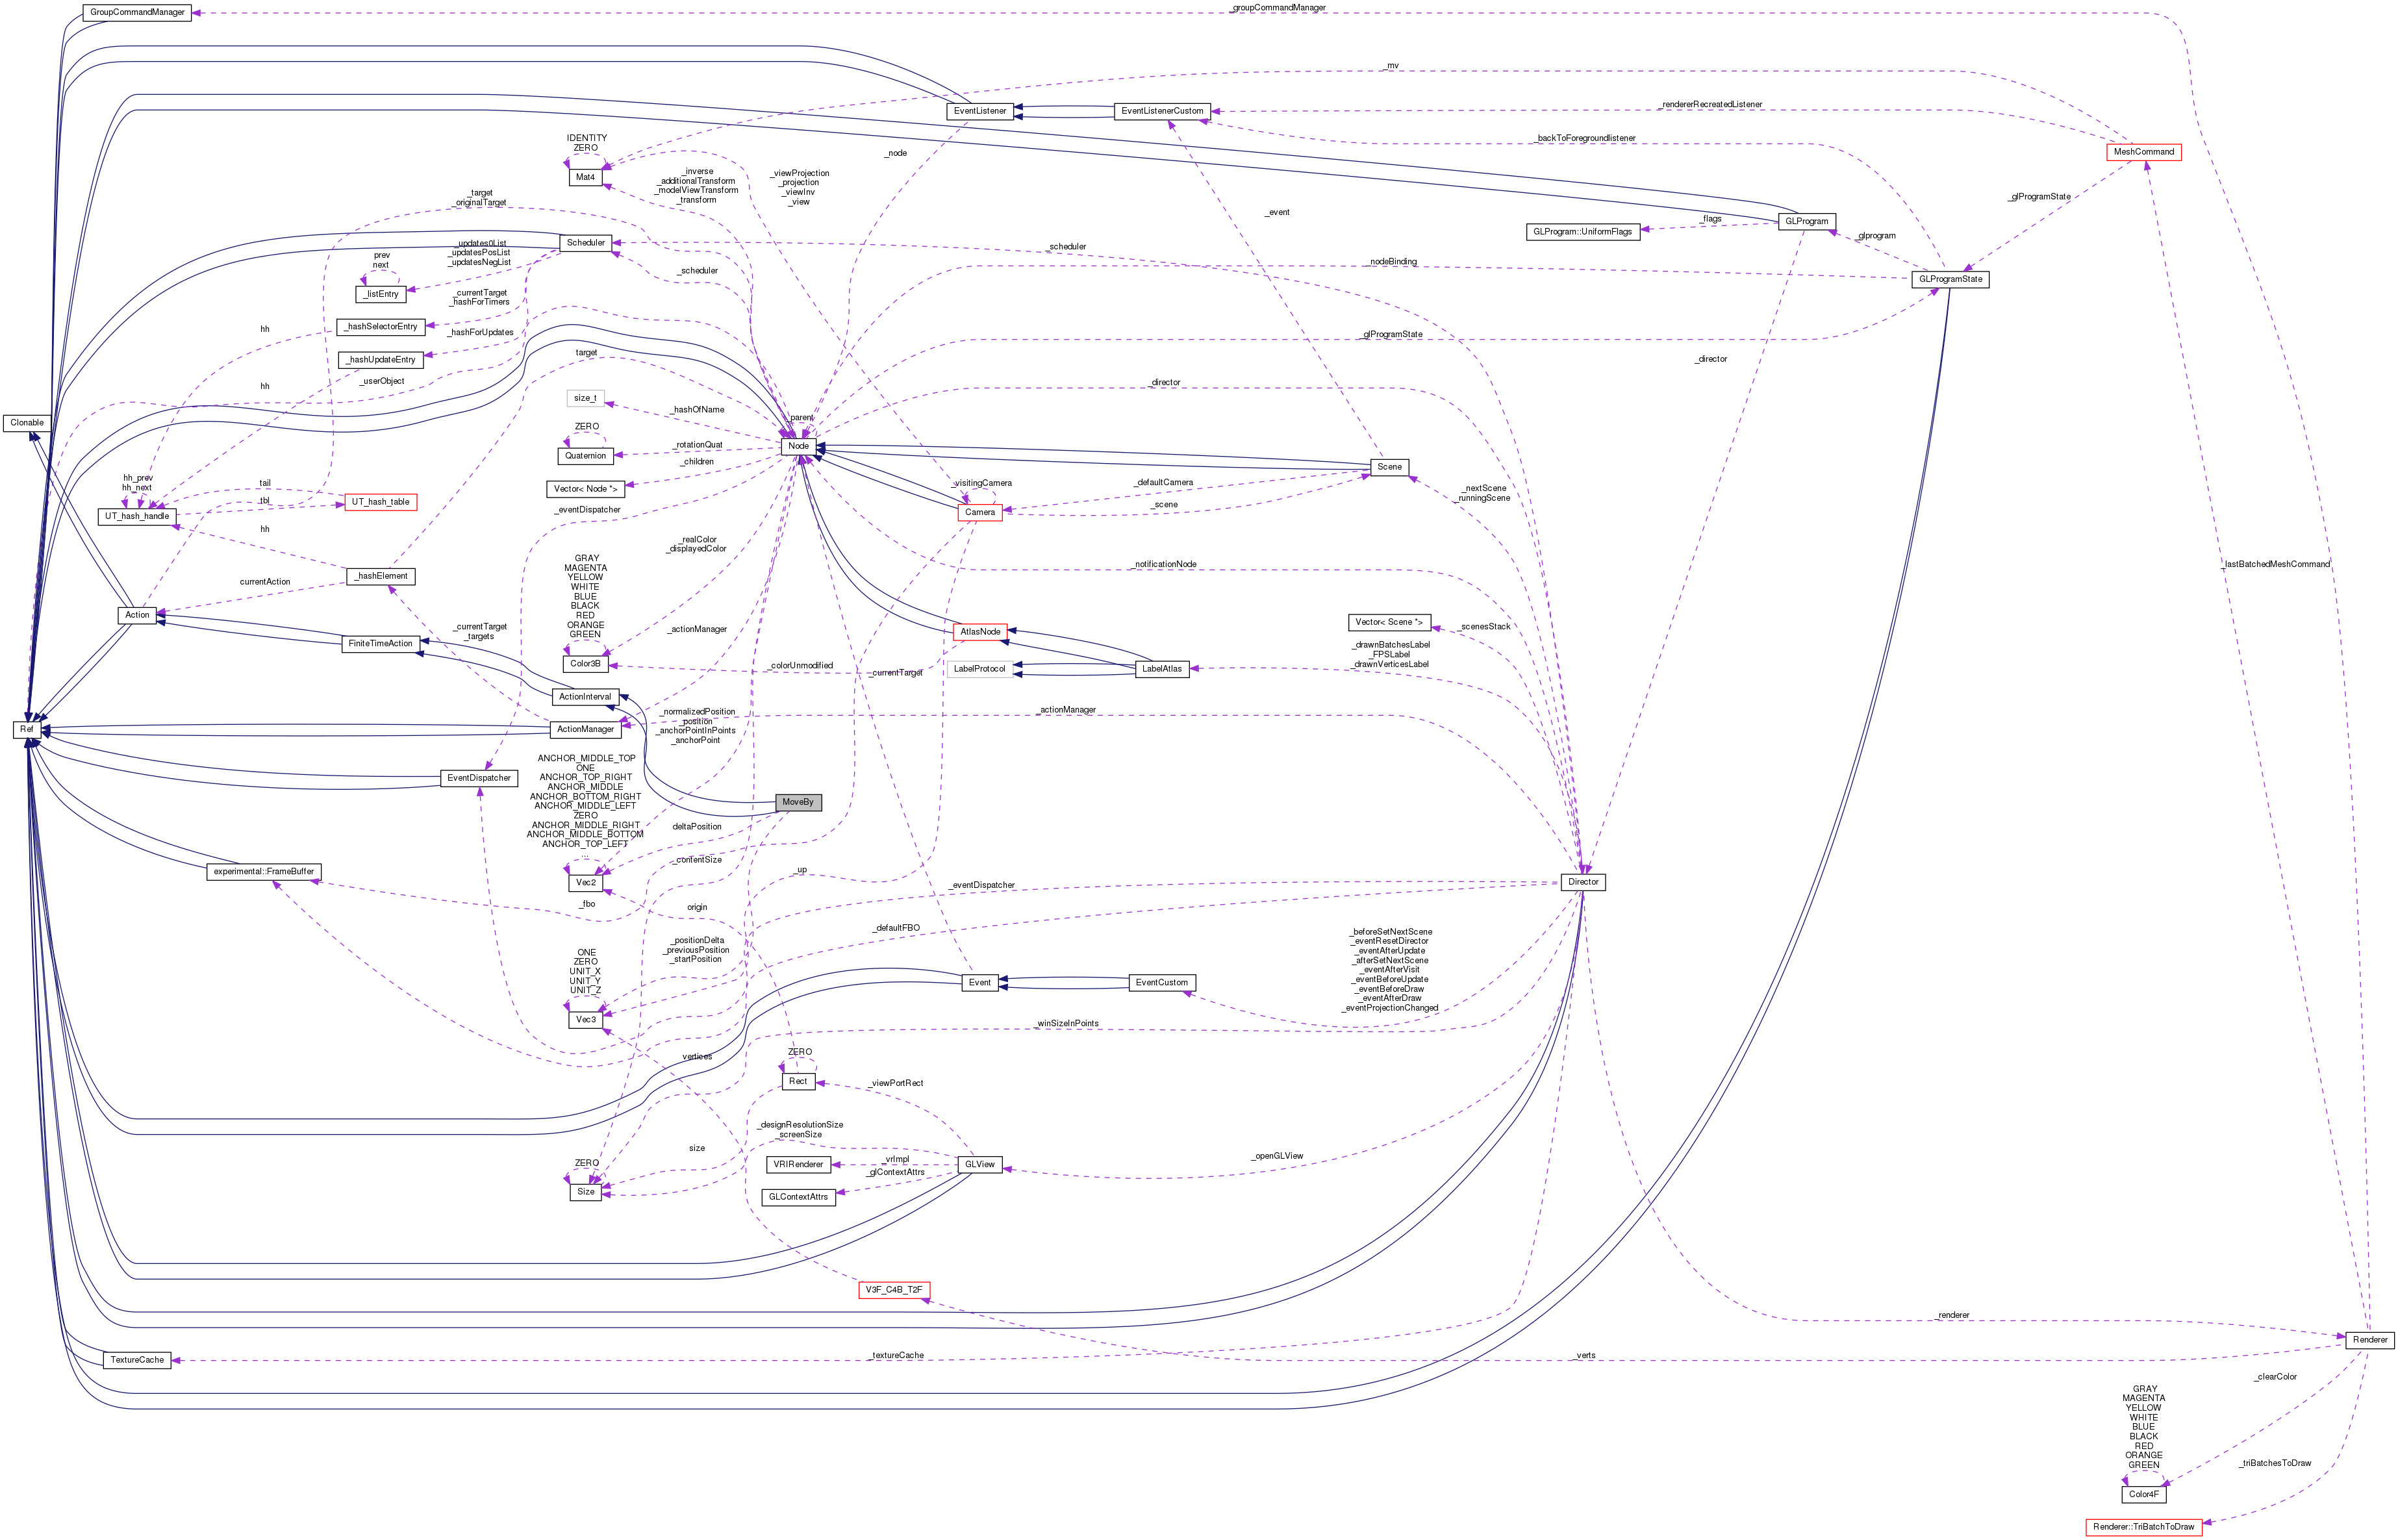 GroupCommandManager
_groupCommandManager
_mv
EventListener
EventListenerCustom
_rendererRecreatedListener
_backToForegroundlistener
MeshCommand
_node
IDENTITY
ZERO
Mat4
_inverse
_additionalTransform
_modelViewTransform
_transform
_viewProjection
_projection
_viewInv
_view
_target
_originalTarget
_event
GLProgram::UniformFlags
_flags
GLProgram
_glProgramState
_glprogram
Scheduler
_updates0List
_updatesPosList
_updatesNegList
_scheduler
_scheduler
_nodeBinding
GLProgramState
prev
next
_listEntry
_currentTarget
_hashForTimers
_hashSelectorEntry
hh
_hashForUpdates
_glProgramState
_hashUpdateEntry
target
_director
hh
_userObject
_director
size_t
_hashOfName
_parent
Clonable
ZERO
Quaternion
_rotationQuat
Node
_children
Vector< Node *>
Scene
_visitingCamera
_defaultCamera
_scene
Camera
_nextScene
_runningScene
hh_prev
hh_next
UT_hash_handle
tail
tbl
UT_hash_table
_eventDispatcher
hh
_realColor
_displayedColor
_notificationNode
_lastBatchedMeshCommand
GRAY
MAGENTA
YELLOW
WHITE
BLUE
BLACK
RED
ORANGE
GREEN
Color3B
_hashElement
currentAction
Action
_currentTarget
_targets
_actionManager
FiniteTimeAction
AtlasNode
Vector< Scene *>
_scenesStack
_colorUnmodified
_currentTarget
LabelProtocol
LabelAtlas
_drawnBatchesLabel
_FPSLabel
_drawnVerticesLabel
ActionInterval
Ref
ActionManager
_normalizedPosition
_position
_anchorPointInPoints
_anchorPoint
_actionManager
EventDispatcher
ANCHOR_MIDDLE_TOP
ONE
ANCHOR_TOP_RIGHT
ANCHOR_MIDDLE
ANCHOR_BOTTOM_RIGHT
ANCHOR_MIDDLE_LEFT
ZERO
ANCHOR_MIDDLE_RIGHT
ANCHOR_MIDDLE_BOTTOM
ANCHOR_TOP_LEFT
...
Vec2
MoveBy
deltaPosition
_contentSize
_up
experimental::FrameBuffer
_fbo
origin
_eventDispatcher
Director
_defaultFBO
_positionDelta
_previousPosition
_startPosition
ONE
ZERO
UNIT_X
UNIT_Y
UNIT_Z
Vec3
Event
EventCustom
_beforeSetNextScene
_eventResetDirector
_eventAfterUpdate
_afterSetNextScene
_eventAfterVisit
_eventBeforeUpdate
_eventBeforeDraw
_eventAfterDraw
_eventProjectionChanged
_winSizeInPoints
vertices
ZERO
Rect
_viewPortRect
size
_designResolutionSize
_screenSize
ZERO
Size
VRIRenderer
_vrImpl
GLView
_glContextAttrs
GLContextAttrs
_openGLView
V3F_C4B_T2F
_renderer
Renderer
TextureCache
_textureCache
_verts
_clearColor
GRAY
MAGENTA
YELLOW
WHITE
BLUE
BLACK
RED
ORANGE
GREEN
Color4F
_triBatchesToDraw
Renderer::TriBatchToDraw